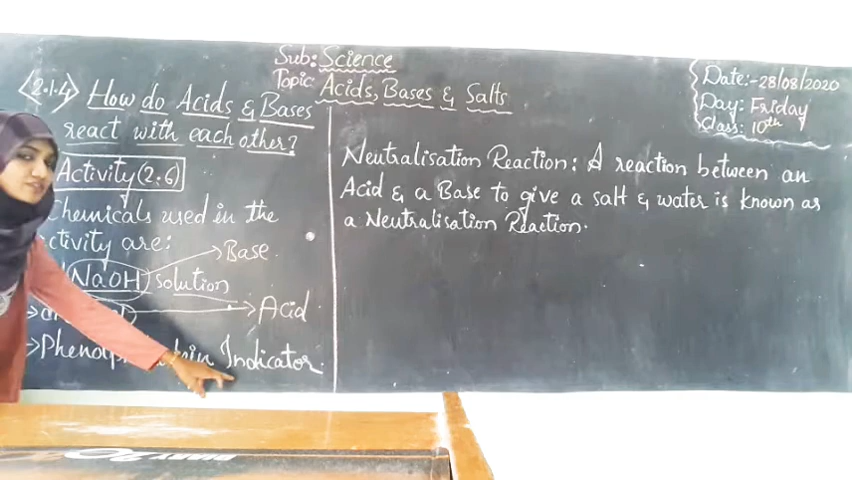 Sub: Science
Topic: Acids, Bases & Salts
Date:-28/08/2020
Day: Friday
Class: 10th
<2.1.4> How do Acids & Bases
react with each other?
Activity (2.6)
Chemicals used in the
ctivity are:
NaOH solution
Base
Acid
-> Indicator.
Neutralisation Reaction: A reaction between an
Acid & a Base to give a salt & water is known as
a Neutralisation Reaction.